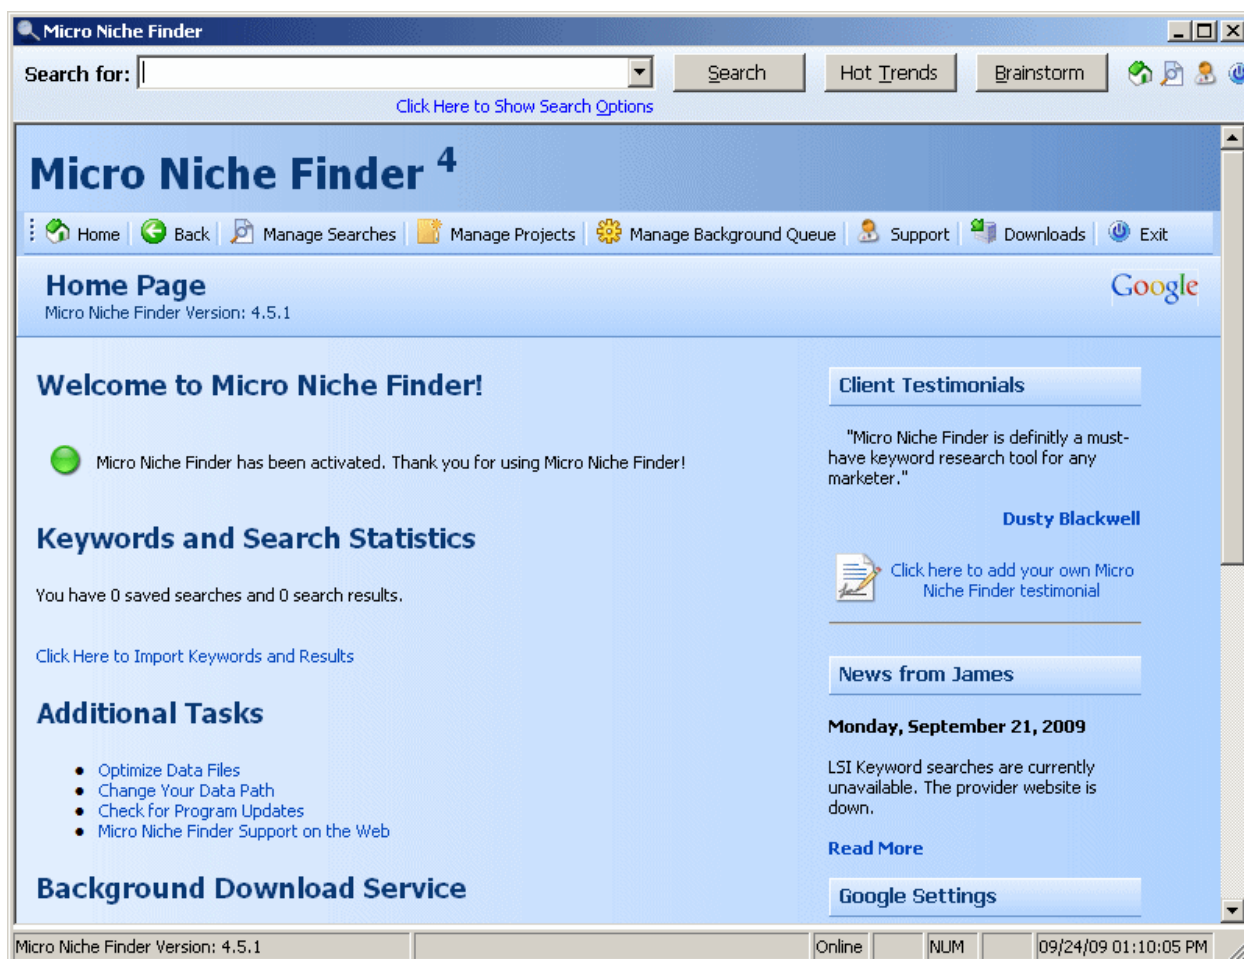 Micro Niche Finder
Search for:
Search
Hot Trends
Brainstorm
Click Here to Show Search Options
Micro Niche Finder 4
Home
Back
Manage Searches
Manage Projects
Manage Background Queue
Support
Downloads
Exit
Home Page
Micro Niche Finder Version: 4.5.1
Google
Welcome to Micro Niche Finder!
Micro Niche Finder has been activated. Thank you for using Micro Niche Finder!
Keywords and Search Statistics
You have 0 saved searches and 0 search results.
Click Here to Import Keywords and Results
Additional Tasks
Optimize Data Files
Change Your Data Path
Check for Program Updates
Micro Niche Finder Support on the Web
Background Download Service
Client Testimonials
"Micro Niche Finder is definitly a must-
have keyword research tool for any
marketer."
Dusty Blackwell
Click here to add your own Micro
Niche Finder testimonial
News from James
Monday, September 21, 2009
LSI Keyword searches are currently
unavailable. The provider website is
down.
Read More
Google Settings
Micro Niche Finder Version: 4.5.1
Online
NUM
09/24/09 01:10:05 PM